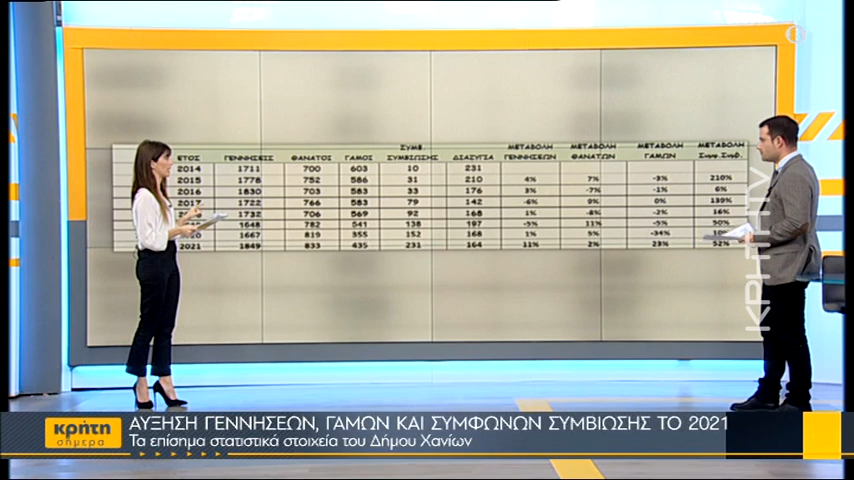 ΣΥΜΒ. ΜΕΤΑΒΟΛΗ ΜΕΤΑΒΟΛΗ ΜΕΤΑΒΟΛΗ ΜΕΤΑΒΟΛΗ
ΕΤΟΣ ΓΕΝΝΗΣΕΙΣ ΘΑΝΑΤΟΣ ΓΑΜΟΣ ΣΥΜΒΙΩΣΗΣ ΔΙΑΖΥΓΙΑ ΓΕΝΝΗΣΕΩΝ ΘΑΝΑΤΩΝ ΓΑΜΩΝ Συμφ.Συμβ.
2014 1711 700 603 10 231
2015 1778 752 586 31 210 4% 7% -3% 210%
2016 1830 703 583 33 176 3% -7% -1% 6%
2017 1722 766 583 79 142 -6% 9% 0% 139%
1732 706 569 92 168 1% -8% -2% 16%
1648 782 541 138 197 -5% 11% -5% 50%
1667 819 355 152 168 1% 5% -34%
2021 1849 833 435 231 164 11% 2% 23% 52%
ΚΡΗΤΗTV
κρήτη
σήμερα
ΑΥΞΗΣΗ ΓΕΝΝΗΣΕΩΝ, ΓΑΜΩΝ ΚΑΙ ΣΥΜΦΩΝΩΝ ΣΥΜΒΙΩΣΗΣ ΤΟ 2021
Τα επίσημα στατιστικά στοιχεία του Δήμου Χανίων